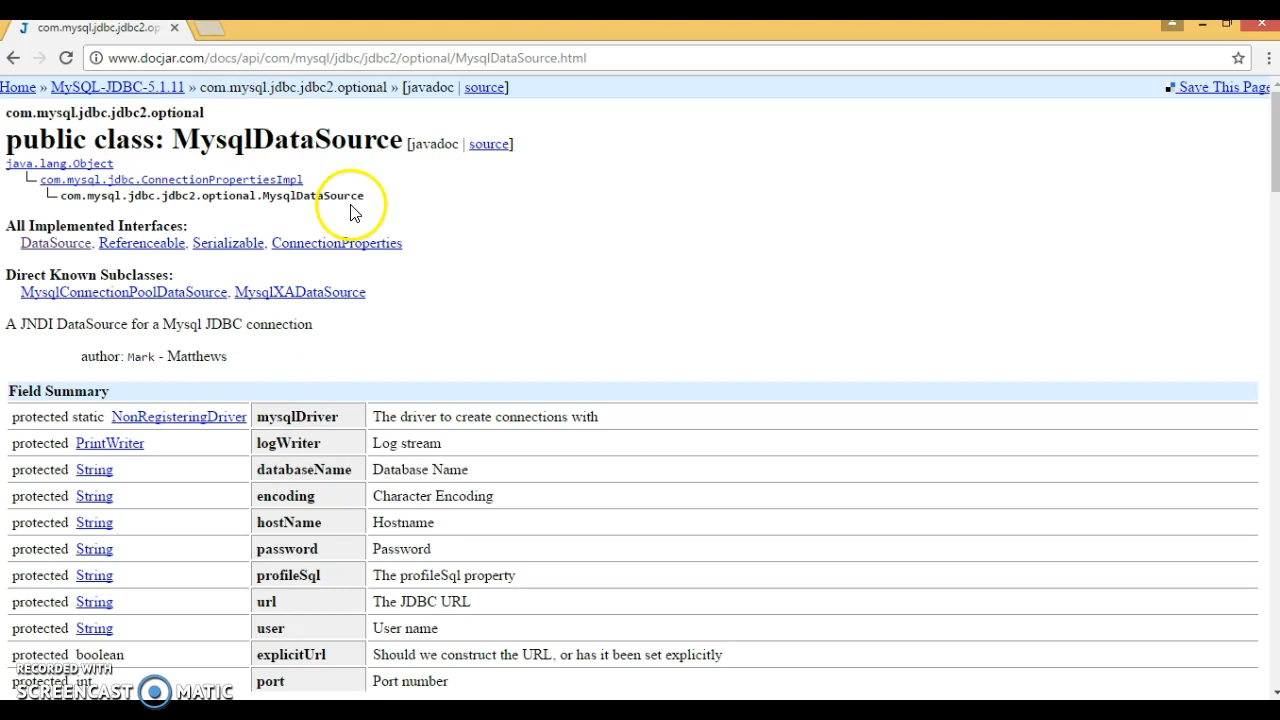 com.mysql.jdbc.jdbc2.op
www.docjar.com/docs/api/com/mysql/jdbc/jdbc2/optional/MysqlDataSource.html
Home » MySQL-JDBC-5.1.11 » com.mysql.jdbc.jdbc2.optional » [javadoc | source] Save This Page
com.mysql.jdbc.jdbc2.optional
public class: MysqlDataSource [javadoc | source]
java.lang.Object
com.mysql.jdbc.ConnectionPropertiesImpl
com.mysql.jdbc.jdbc2.optional.MysqlDataSource
All Implemented Interfaces:
DataSource, Referenceable, Serializable, ConnectionProperties
Direct Known Subclasses:
MysqlConnectionPoolDataSource, MysqlXADataSource
A JNDI DataSource for a Mysql JDBC connection
author: Mark - Matthews
Field Summary
protected static NonRegisteringDriver mysqlDriver The driver to create connections with
protected PrintWriter logWriter Log stream
protected String databaseName Database Name
protected String encoding Character Encoding
protected String hostName Hostname
protected String password Password
protected String profileSql The profileSql property
protected String url The JDBC URL
protected String user User name
protected boolean explicitUrl Should we construct the URL, or has it been set explicitly
RECORDED WITH
protected int port Port number
SCREENCAST MATIC